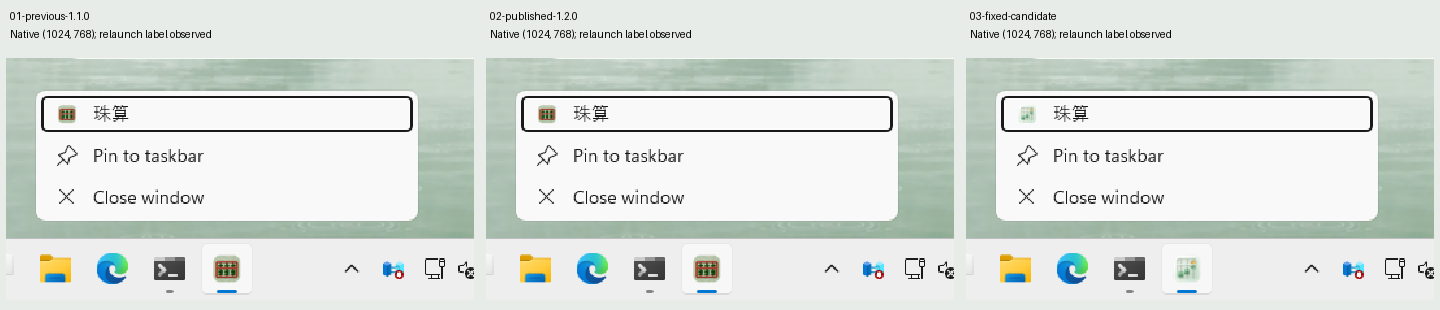 01-previous-1.1.0
Native (1024, 768); relaunch label observed
珠算
Pin to taskbar
Close window
02-published-1.2.0
Native (1024, 768); relaunch label observed
珠算
Pin to taskbar
Close window
03-fixed-candidate
Native (1024, 768); relaunch label observed
珠算
Pin to taskbar
Close window